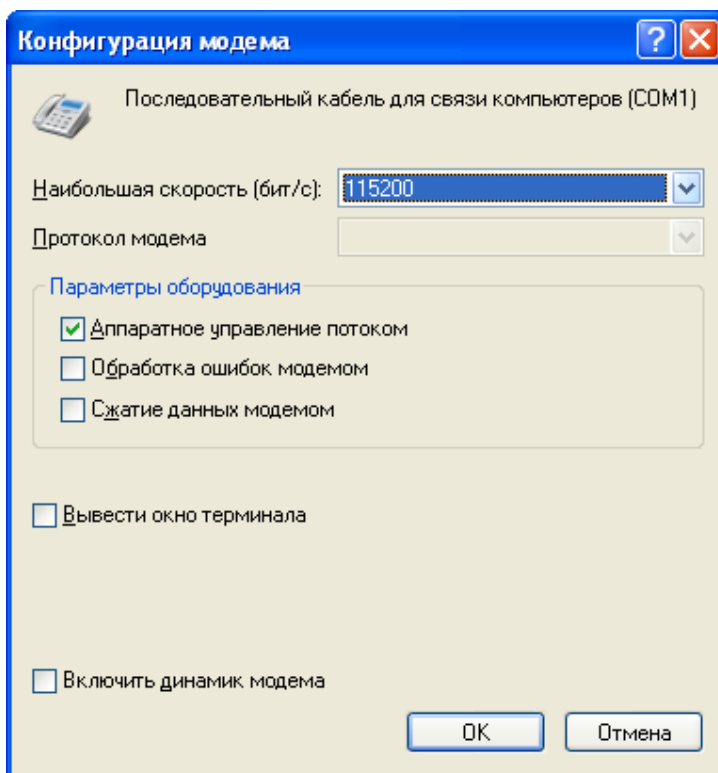 Конфигурация модема
Последовательный кабель для связи компьютеров (COM1)
Наибольшая скорость (бит/с): 115200
Протокол модема
Параметры оборудования
Аппаратное управление потоком
Обработка ошибок модемом
Сжатие данных модемом
Вывести окно терминала
Включить динамик модема
OK Отмена